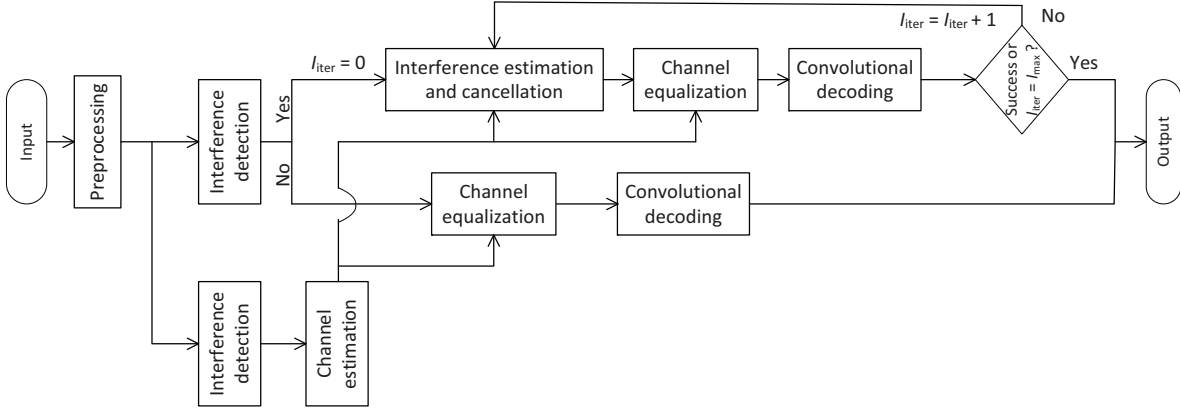 Input
Preprocessing
Interference
detection
Yes
No
I_iter = 0
Interference estimation
and cancellation
Channel
equalization
Convolutional
decoding
Success or
I_iter = I_max ?
I_iter = I_iter + 1
No
Yes
Channel
equalization
Convolutional
decoding
Output
Interference
detection
Channel
estimation